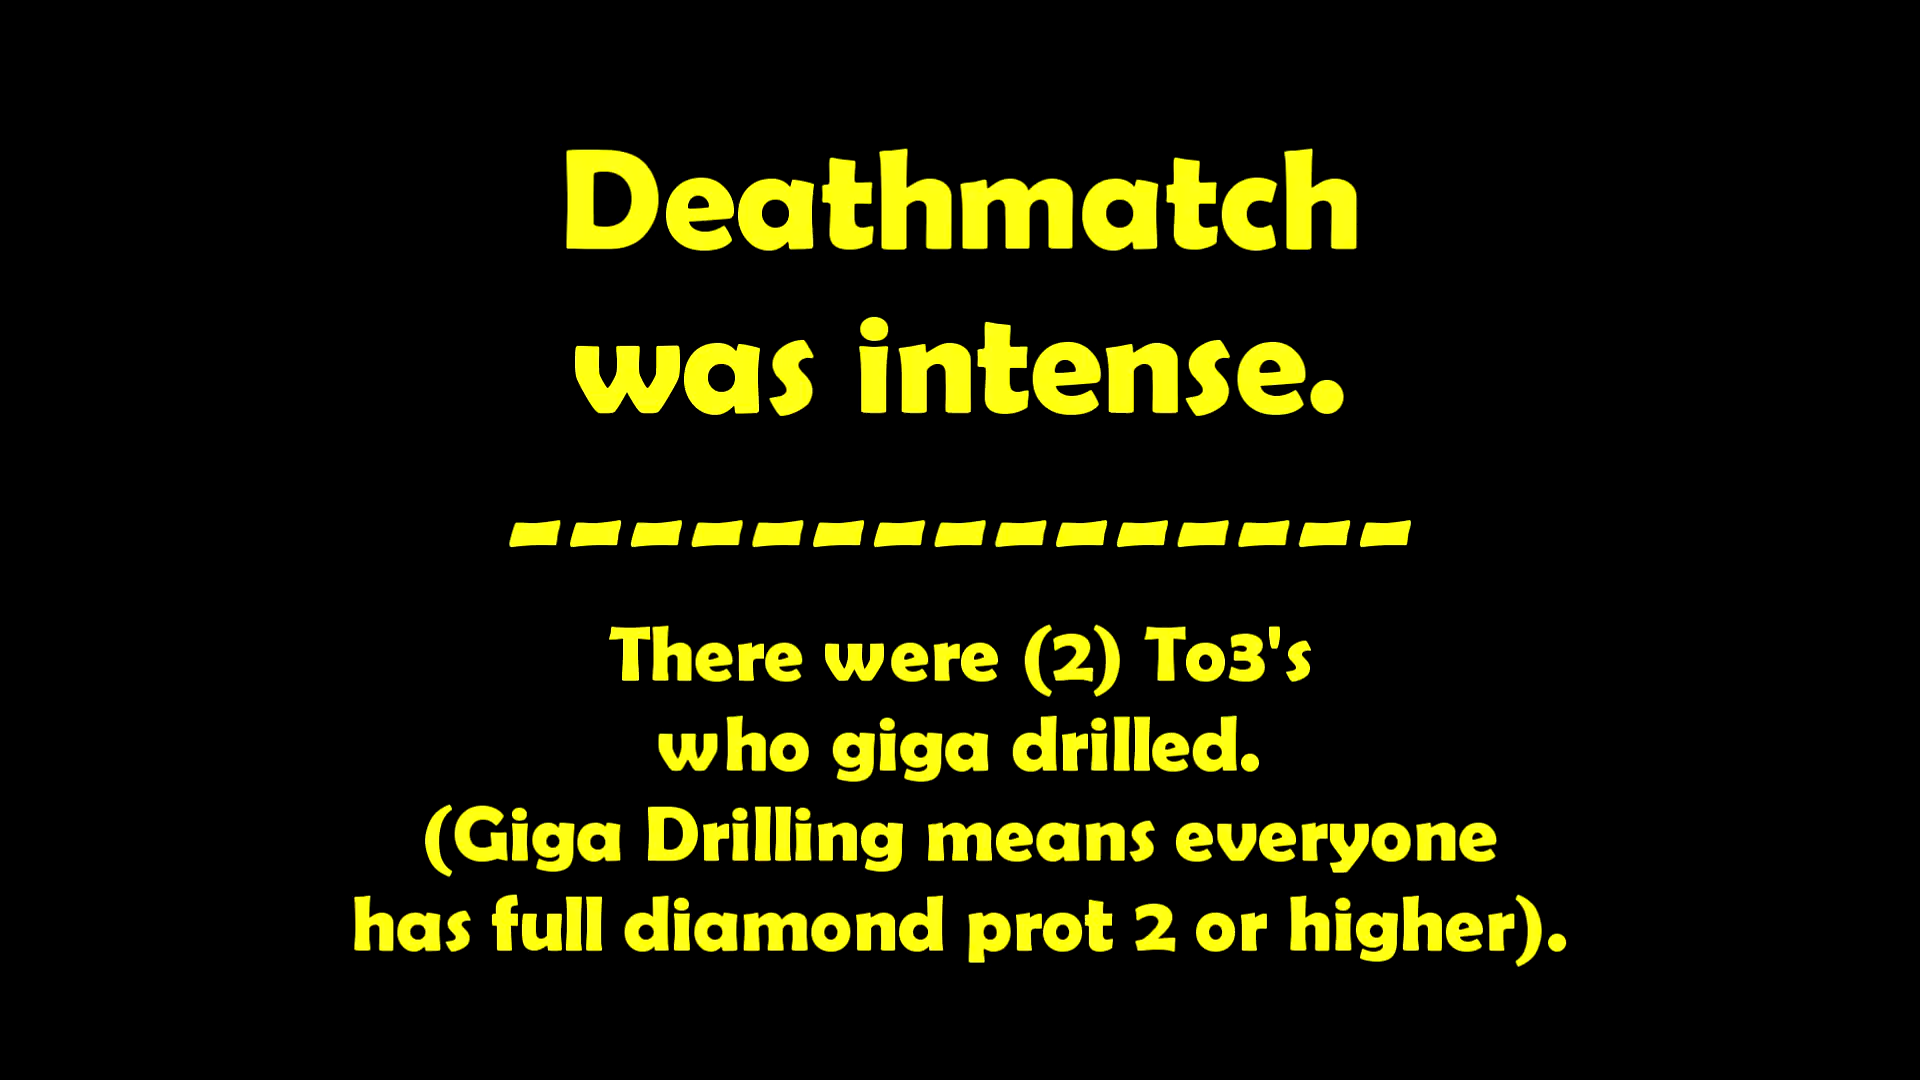 Deathmatch
was intense.
---------------
There were (2) To3's
who giga drilled.
(Giga Drilling means everyone
has full diamond prot 2 or higher).